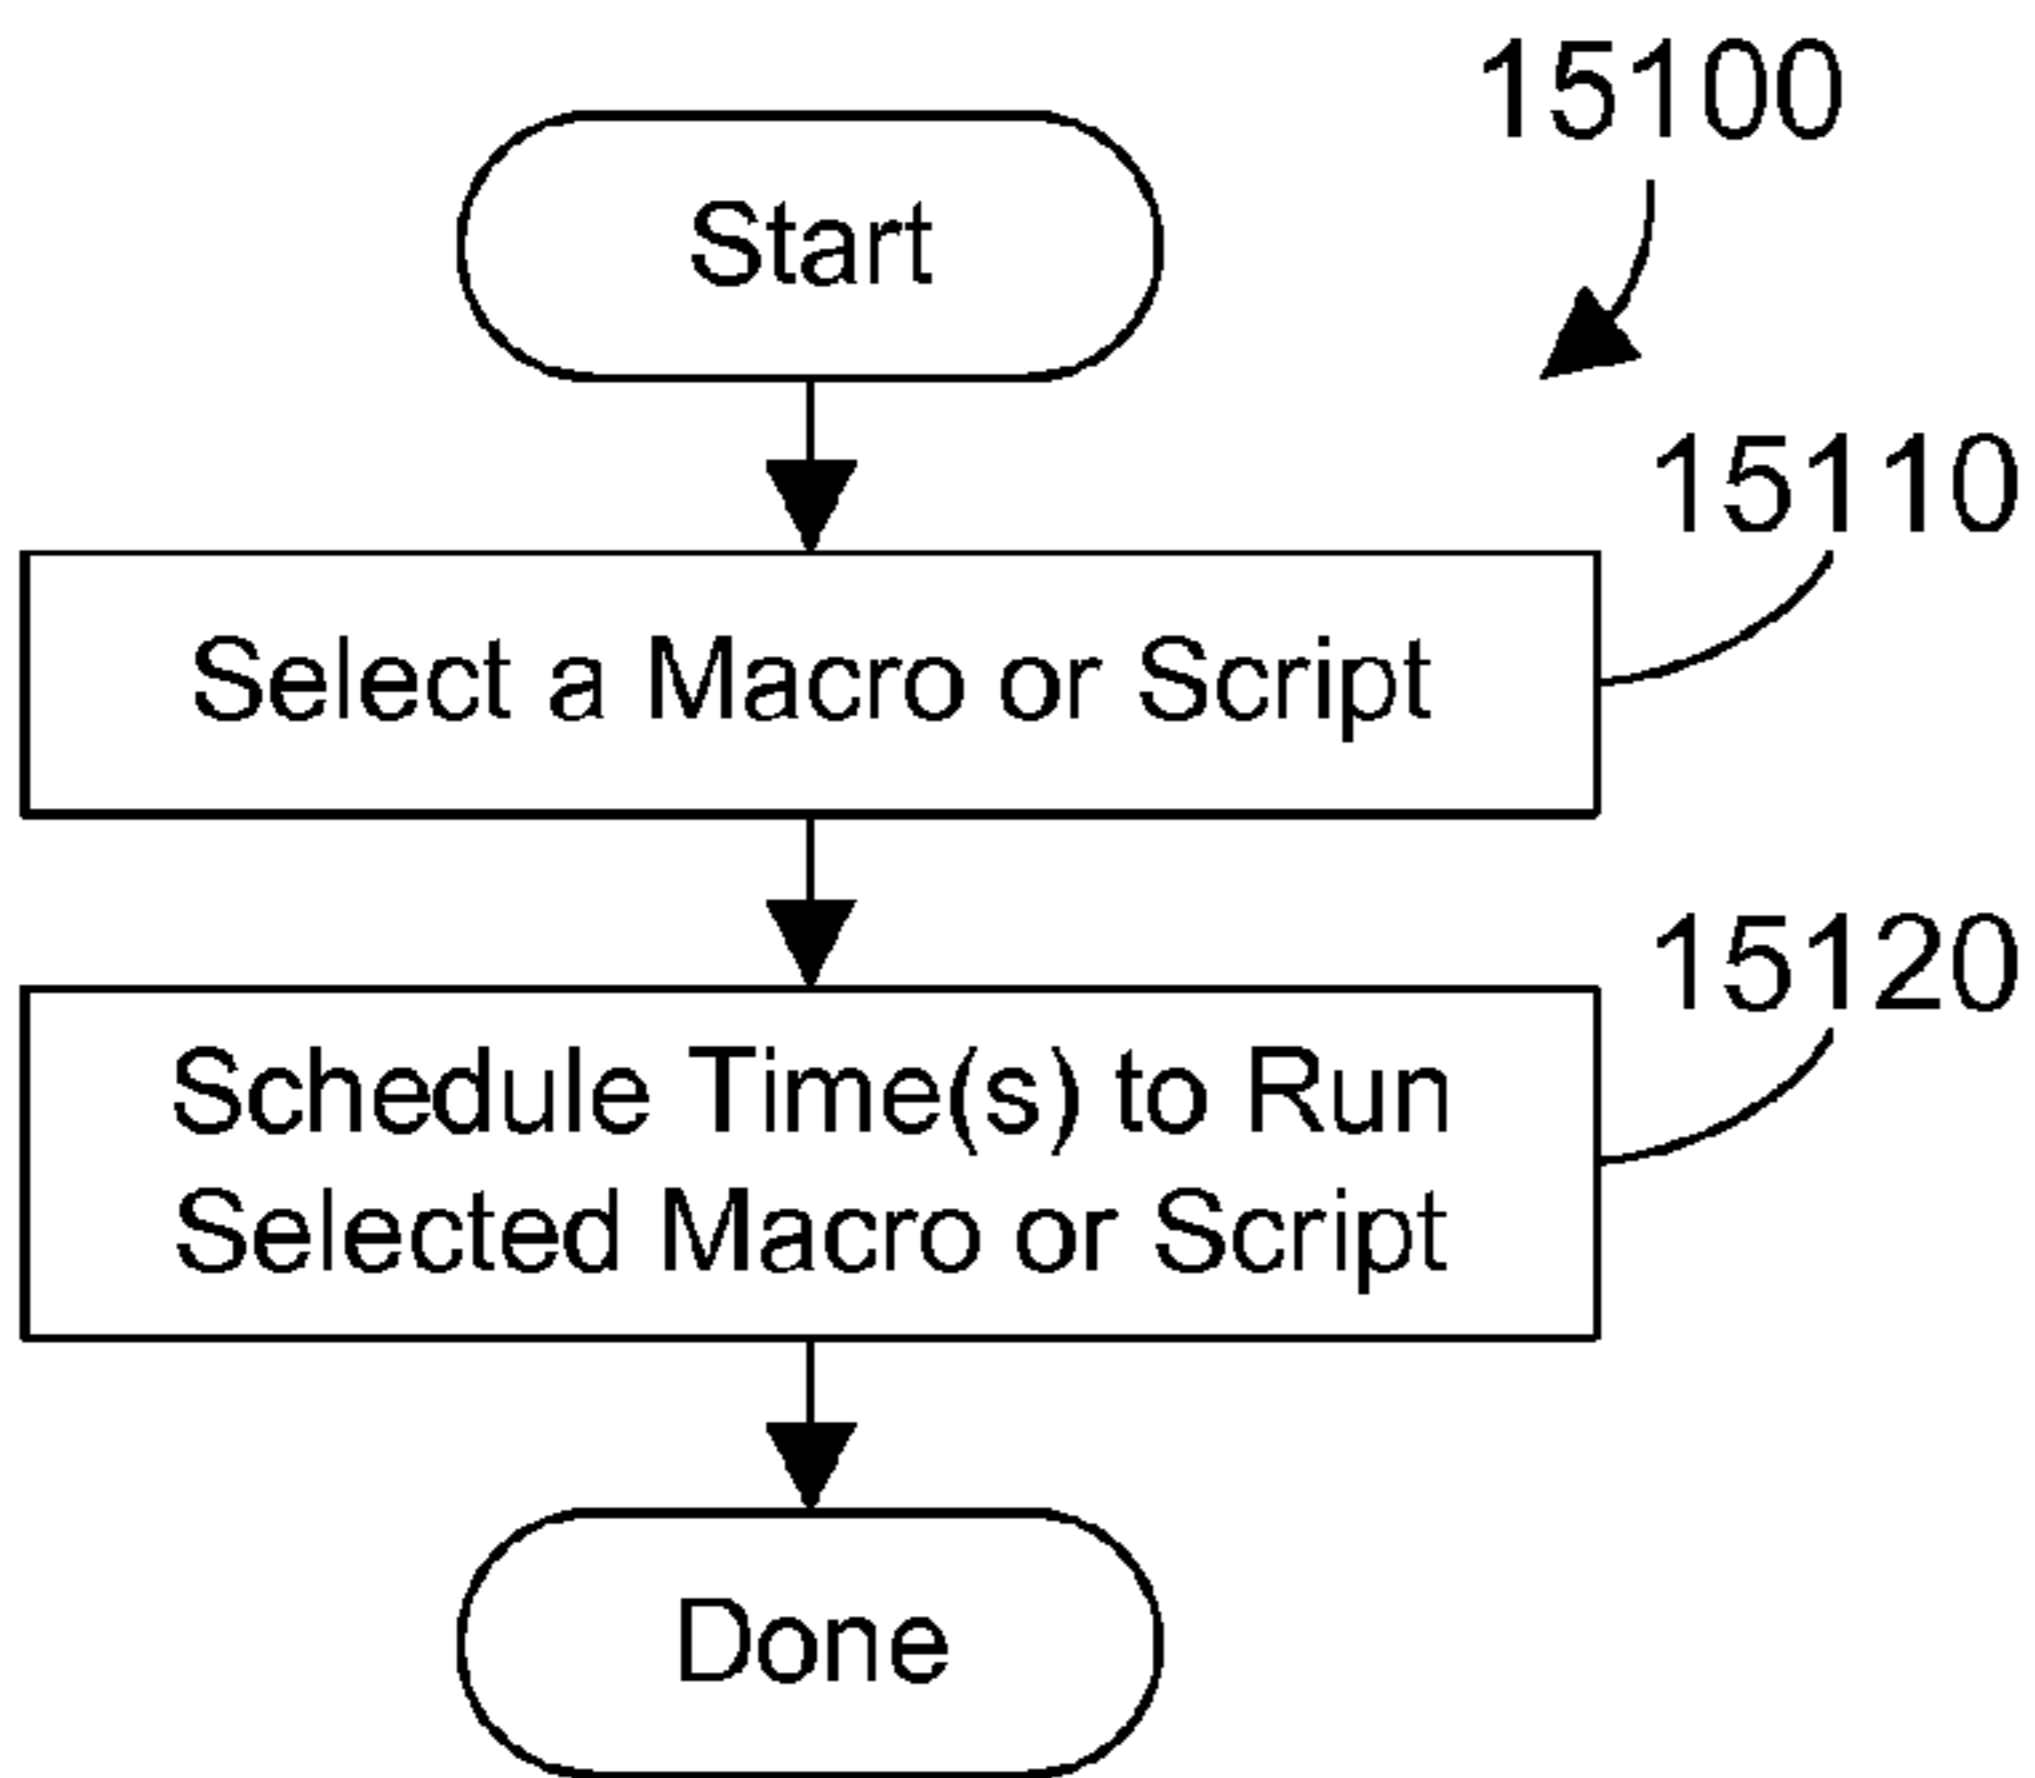 15100
Start
15110
Select a Macro or Script
15120
Schedule Time(s) to Run
Selected Macro or Script
Done